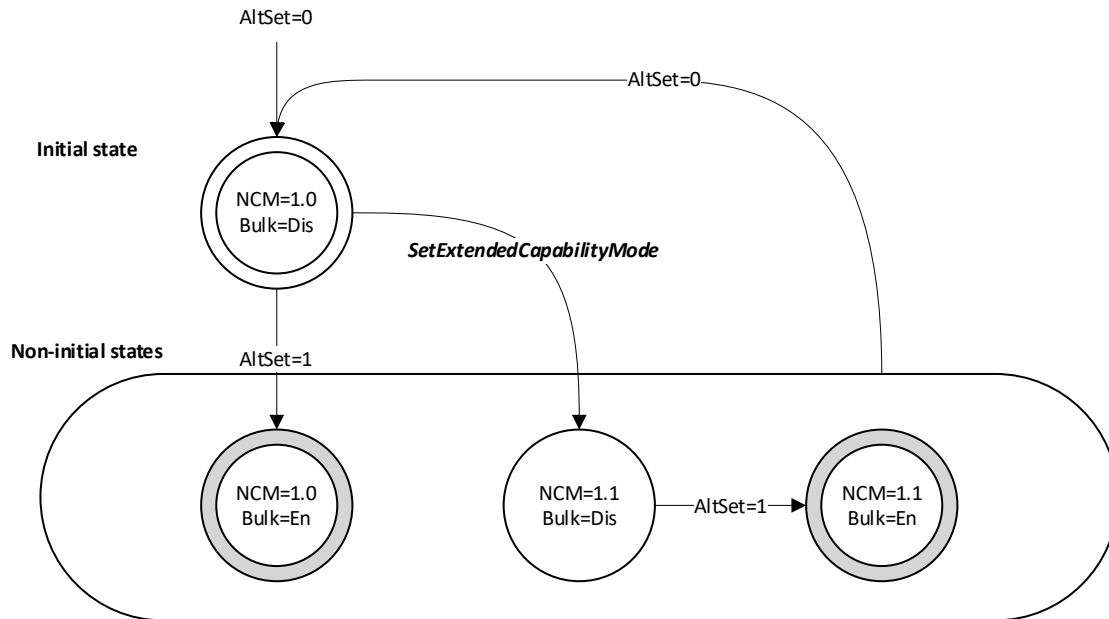 AltSet=0
AltSet=0
Initial state
NCM=1.0
Bulk=Dis
SetExtendedCapabilityMode
Non-initial states
AltSet=1
NCM=1.0
Bulk=En
NCM=1.1
Bulk=Dis
AltSet=1
NCM=1.1
Bulk=En